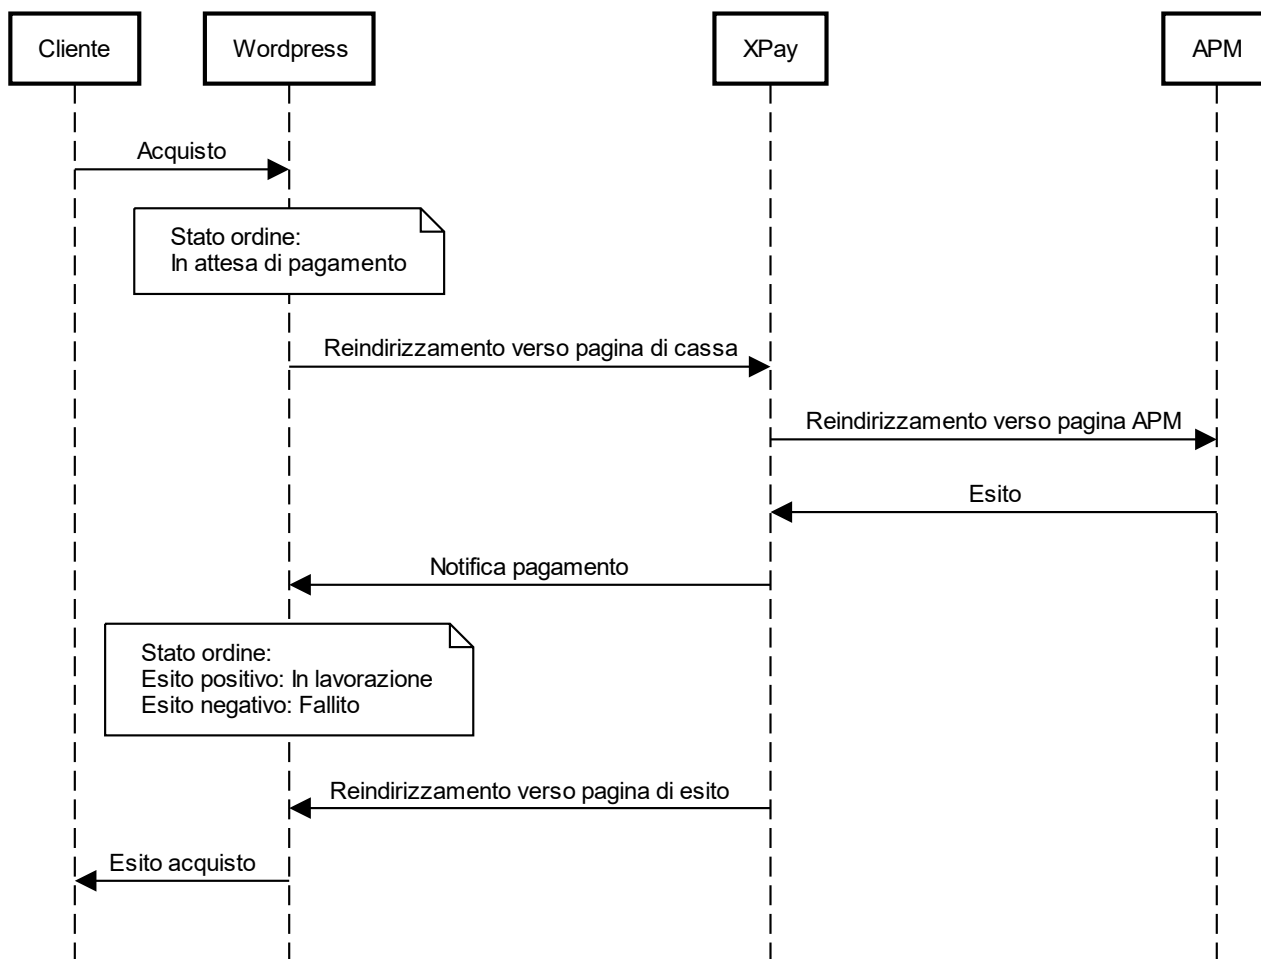 Cliente
Wordpress
XPay
APM
Acquisto
Stato ordine:
In attesa di pagamento
Reindirizzamento verso pagina di cassa
Reindirizzamento verso pagina APM
Esito
Notifica pagamento
Stato ordine:
Esito positivo: In lavorazione
Esito negativo: Fallito
Reindirizzamento verso pagina di esito
Esito acquisto